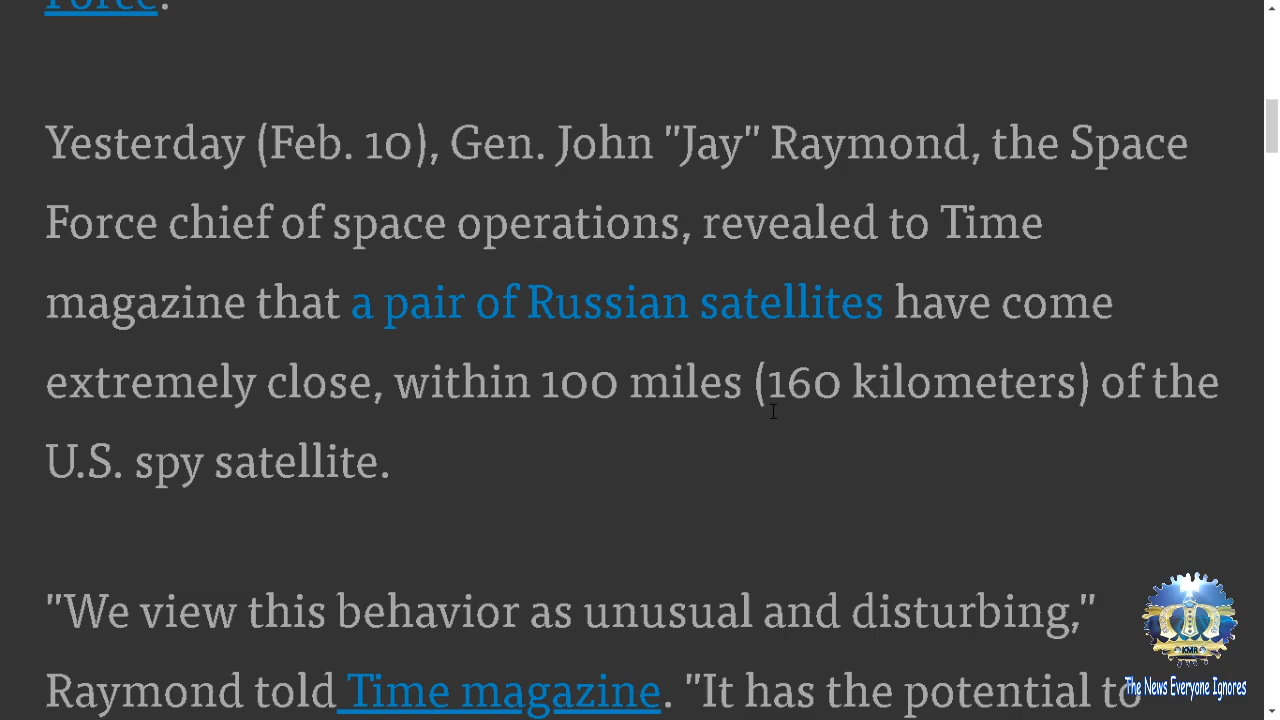 Force.
Yesterday (Feb. 10), Gen. John "Jay" Raymond, the Space
Force chief of space operations, revealed to Time
magazine that a pair of Russian satellites have come
extremely close, within 100 miles (160 kilometers) of the
U.S. spy satellite.
"We view this behavior as unusual and disturbing,"
Raymond told Time magazine. "It has the potential to
KMR
The News Everyone Ignores